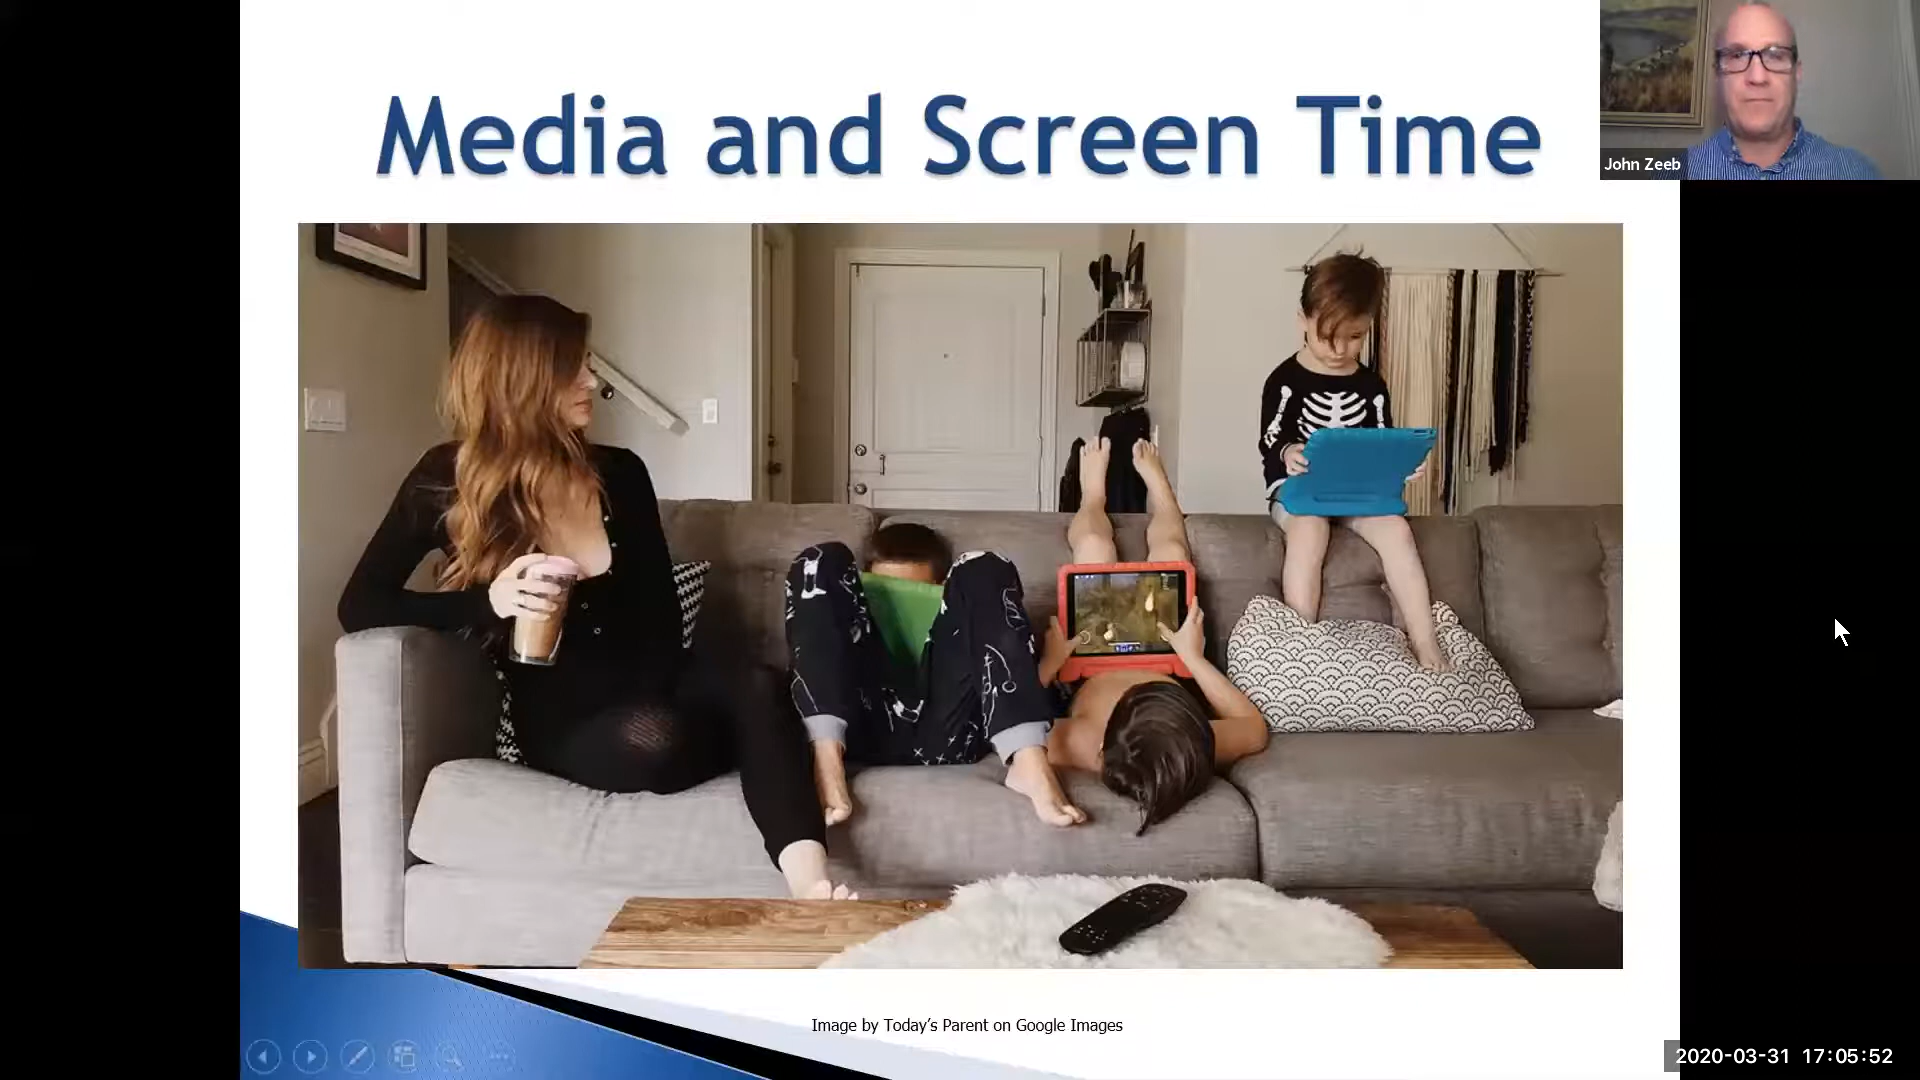 Media and Screen Time
John Zeeb
Image by Today's Parent on Google Images
2020-03-31 17:05:52